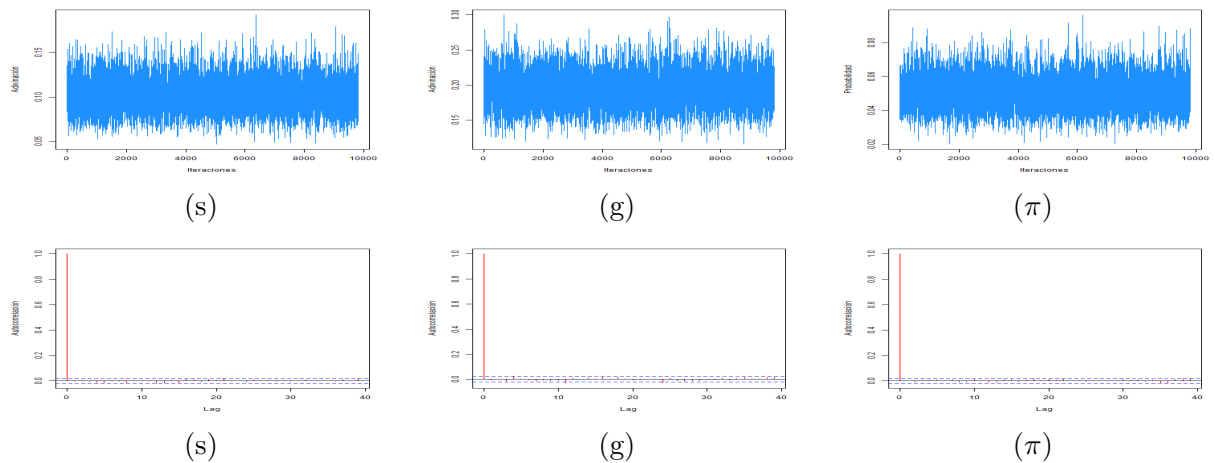 Adivinación
0.05 0.10 0.15
0 2000 4000 6000 8000 10000
Iteraciones
(s)
Adivinación
0.15 0.20 0.25 0.30
0 2000 4000 6000 8000 10000
Iteraciones
(g)
Probabilidad
0.02 0.04 0.06 0.08
0 2000 4000 6000 8000 10000
Iteraciones
(π)
Autocorrelación
0.0 0.2 0.4 0.6 0.8 1.0
0 10 20 30 40
Lag
(s)
Autocorrelación
0.0 0.2 0.4 0.6 0.8 1.0
0 10 20 30 40
Lag
(g)
Autocorrelación
0.0 0.2 0.4 0.6 0.8 1.0
0 10 20 30 40
Lag
(π)